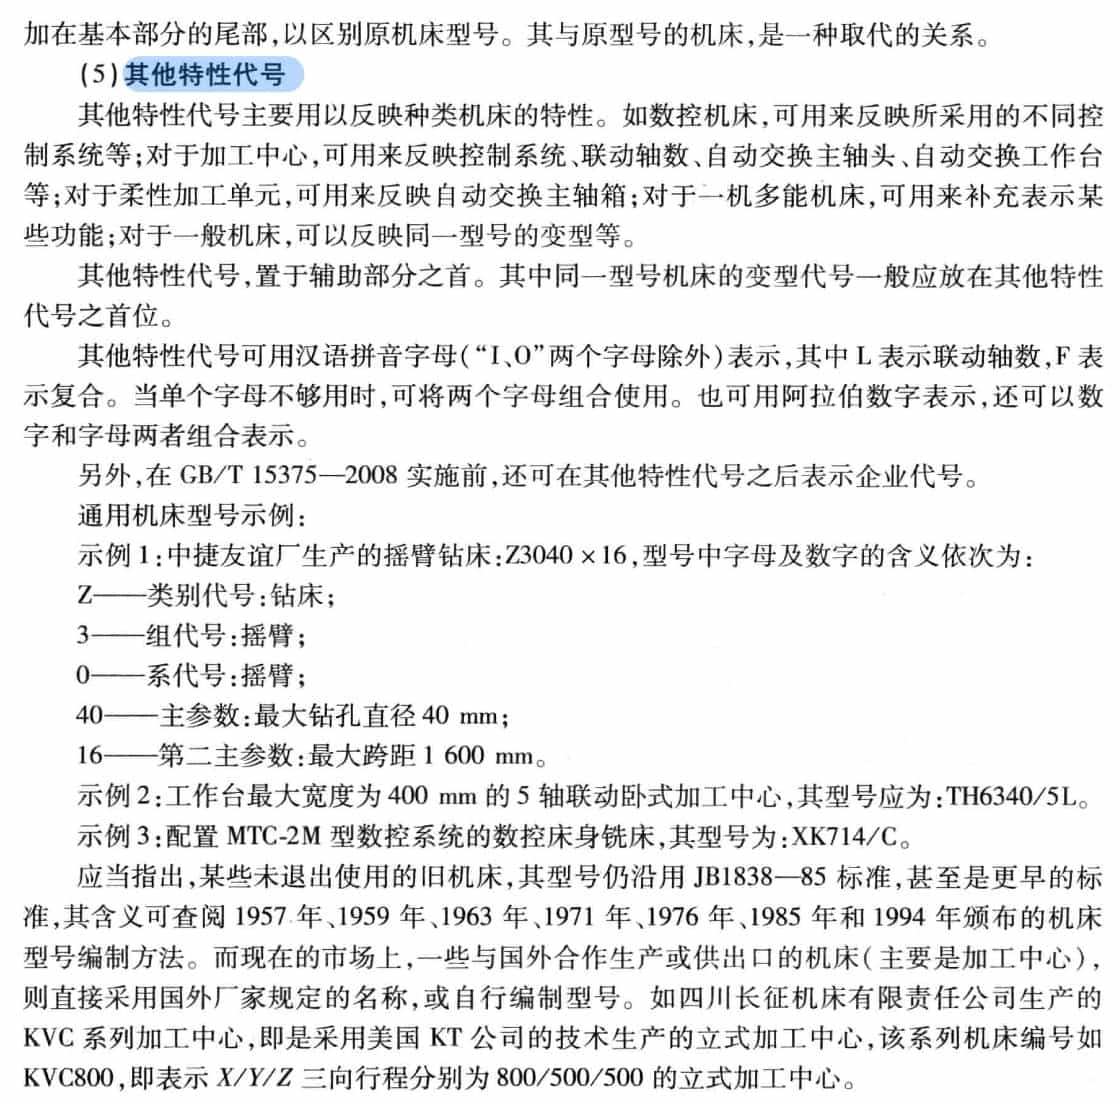 加在基本部分的尾部,以区别原机床型号。其与原型号的机床,是一种取代的关系。
(5)其他特性代号
其他特性代号主要用以反映种类机床的特性。如数控机床,可用来反映所采用的不同控
制系统等;对于加工中心,可用来反映控制系统、联动轴数、自动交换主轴头、自动交换工作台
等;对于柔性加工单元,可用来反映自动交换主轴箱;对于一机多能机床,可用来补充表示某
些功能;对于一般机床,可以反映同一型号的变型等。
其他特性代号,置于辅助部分之首。其中同一型号机床的变型代号一般应放在其他特性
代号之首位。
其他特性代号可用汉语拼音字母(“I、O”两个字母除外)表示,其中 L 表示联动轴数,F 表
示复合。当单个字母不够用时,可将两个字母组合使用。也可用阿拉伯数字表示,还可以数
字和字母两者组合表示。
另外,在 GB/T 15375—2008 实施前,还可在其他特性代号之后表示企业代号。
通用机床型号示例:
示例 1:中捷友谊厂生产的摇臂钻床:Z3040×16,型号中字母及数字的含义依次为:
Z——类别代号:钻床;
3——组代号:摇臂;
0——系代号:摇臂;
40——主参数:最大钻孔直径 40 mm;
16——第二主参数:最大跨距 1 600 mm。
示例 2:工作台最大宽度为 400 mm 的 5 轴联动卧式加工中心,其型号应为:TH6340/5L。
示例 3:配置 MTC-2M 型数控系统的数控床身铣床,其型号为:XK714/C。
应当指出,某些未退出使用的旧机床,其型号仍沿用 JB1838—85 标准,甚至是更早的标
准,其含义可查阅 1957 年、1959 年、1963 年、1971 年、1976 年、1985 年和 1994 年颁布的机床
型号编制方法。而现在的市场上,一些与国外合作生产或供出口的机床(主要是加工中心),
则直接采用国外厂家规定的名称,或自行编制型号。如四川长征机床有限责任公司生产的
KVC 系列加工中心,即是采用美国 KT 公司的技术生产的立式加工中心,该系列机床编号如
KVC800,即表示 X/Y/Z 三向行程分别为 800/500/500 的立式加工中心。